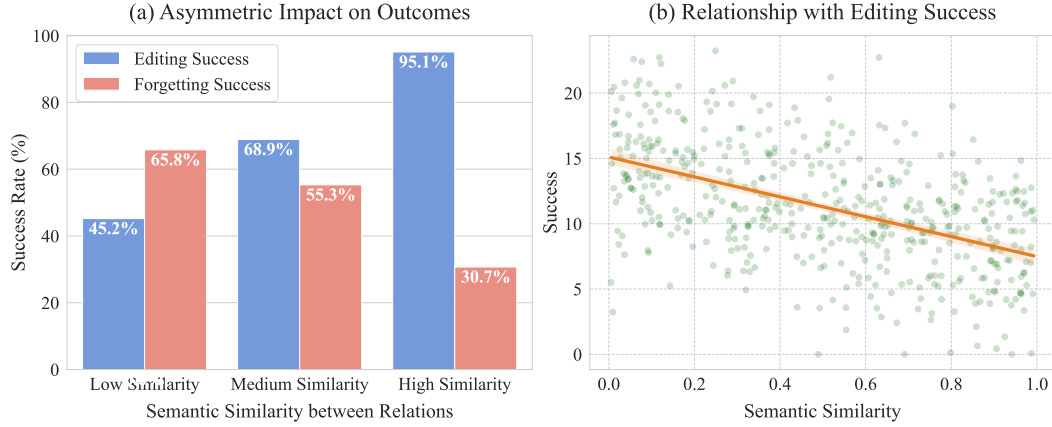 (a) Asymmetric Impact on Outcomes
Success Rate (%)
100
80
60
40
20
0
Editing Success
Forgetting Success
45.2%
65.8%
68.9%
55.3%
95.1%
30.7%
Low Similarity
Medium Similarity
High Similarity
Semantic Similarity between Relations
(b) Relationship with Editing Success
Success
20
15
10
5
0
0.0
0.2
0.4
0.6
0.8
1.0
Semantic Similarity